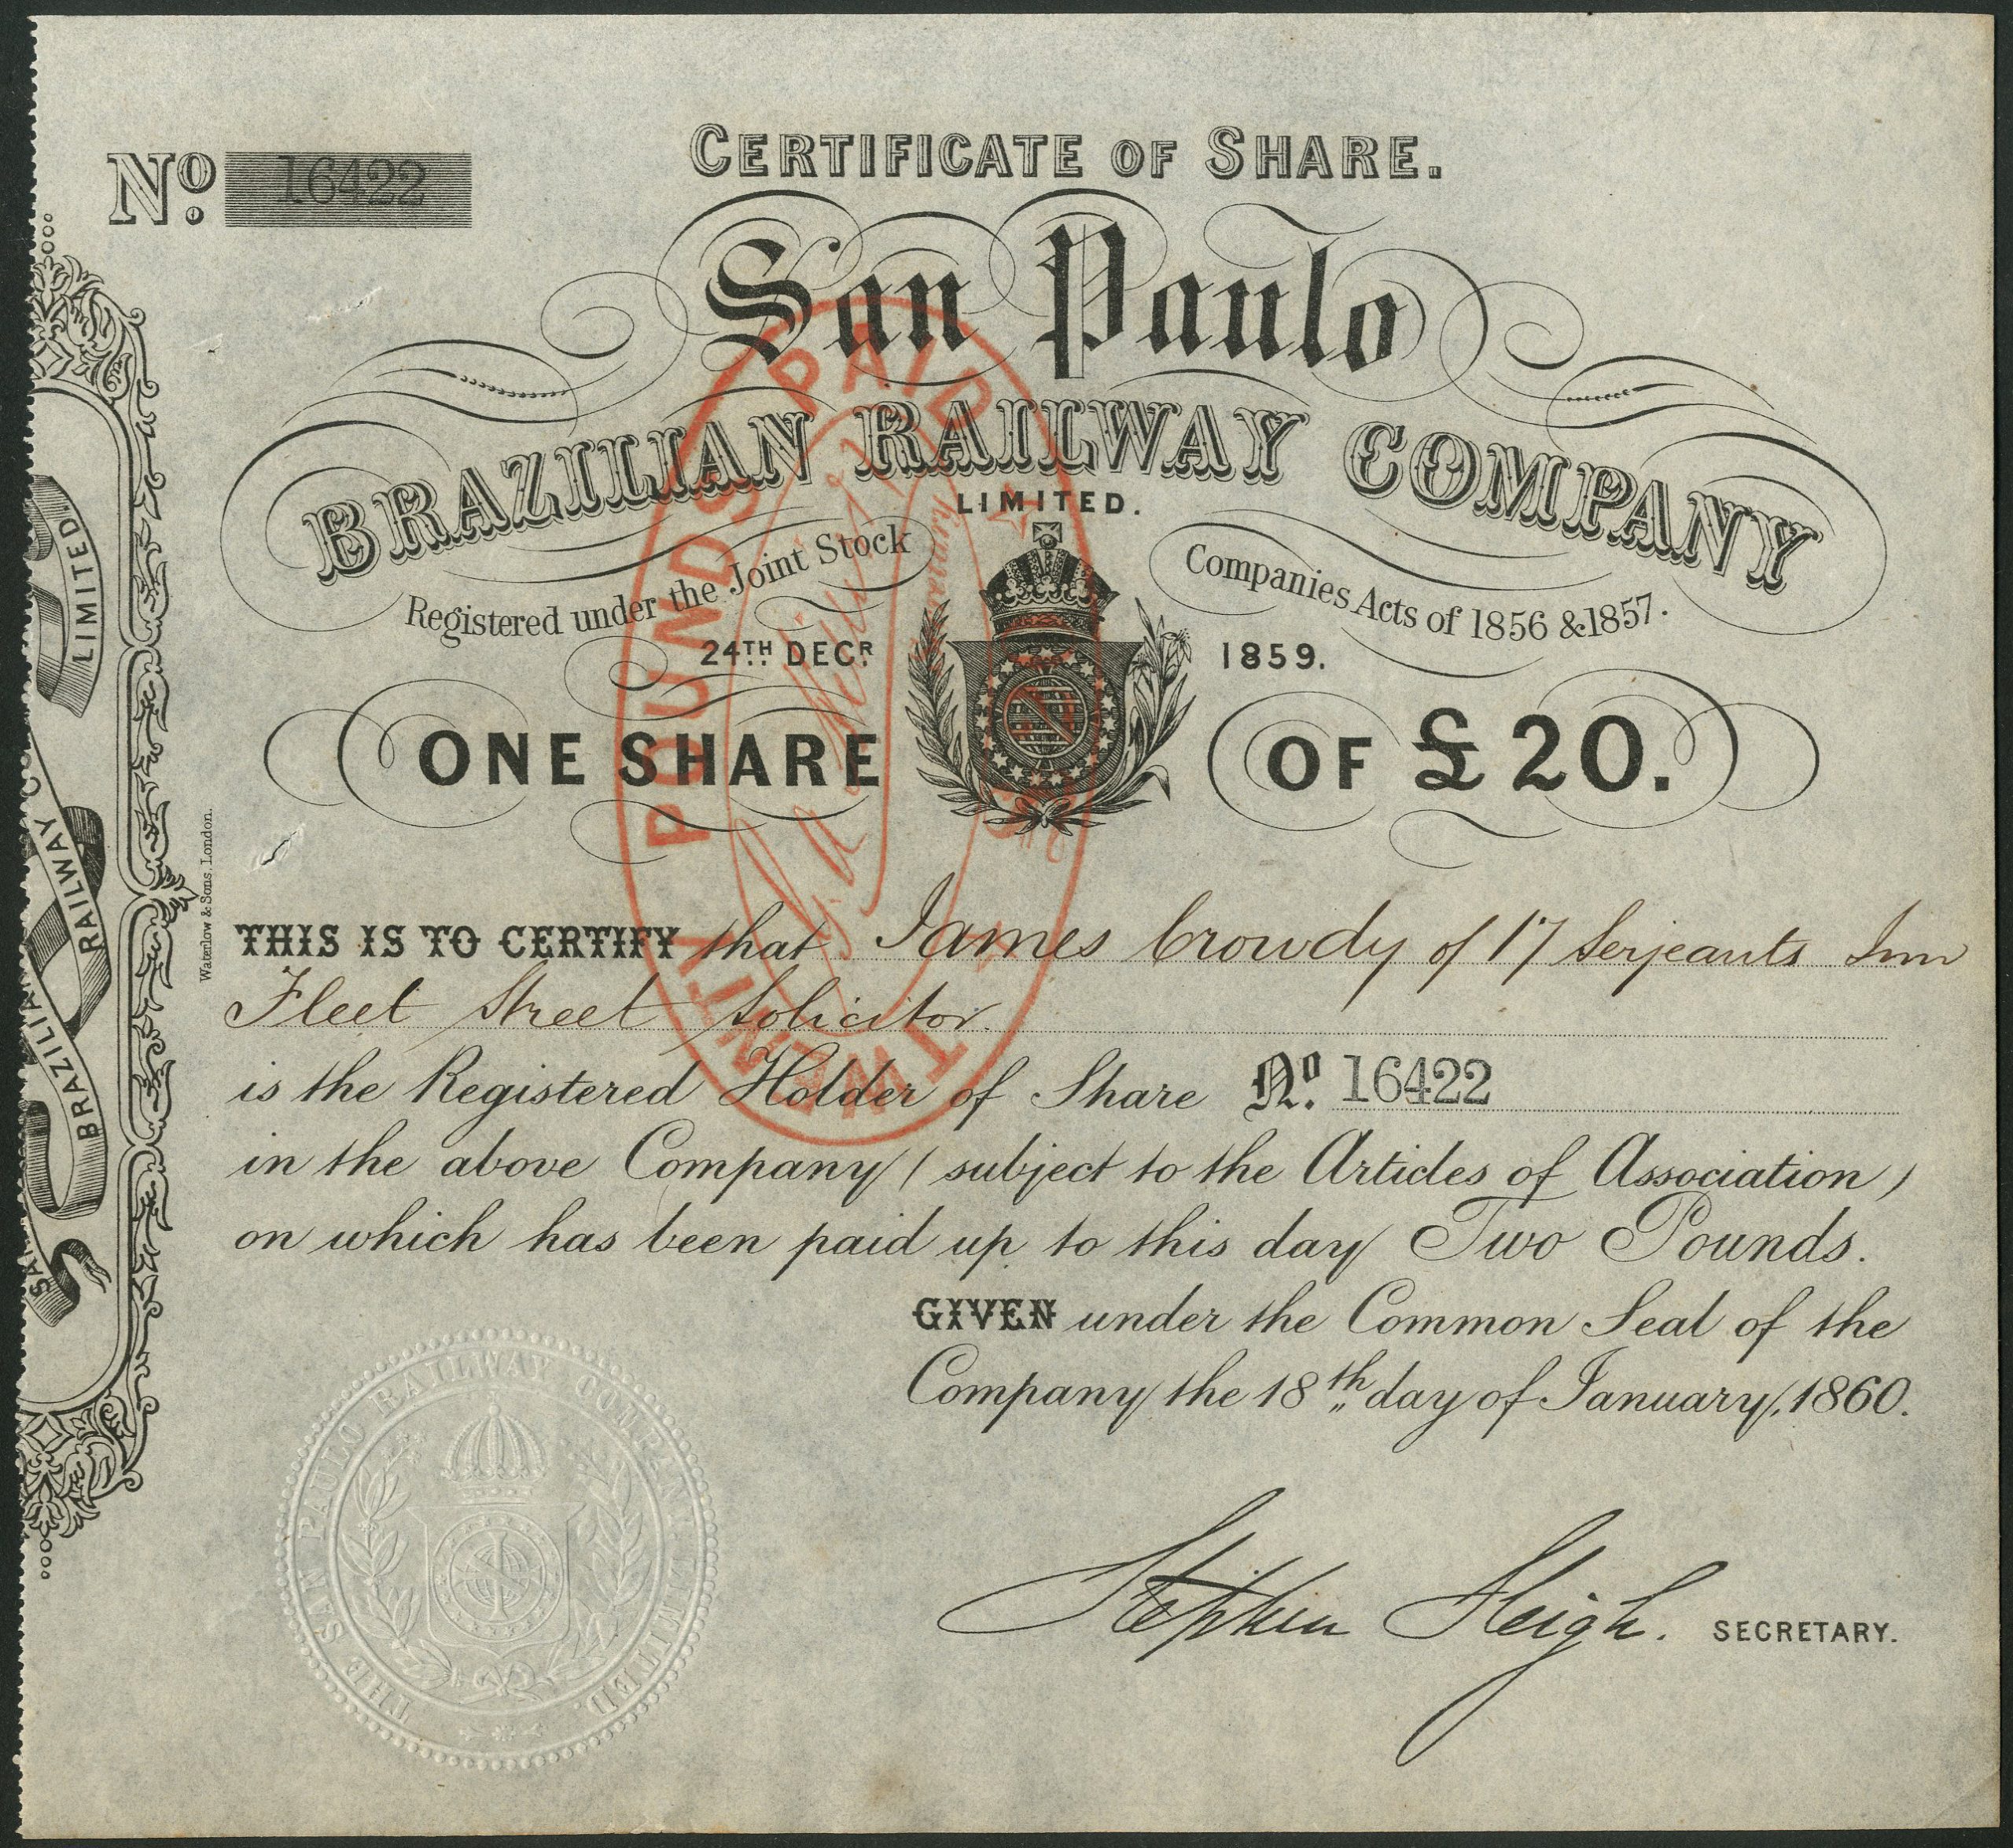 CERTIFICATE OF SHARE.
No. 16422
San Paulo
BRAZILIAN RAILWAY COMPANY
LIMITED.
Registered under the Joint Stock Companies Acts of 1856 & 1857.
24TH. DECR. 1859.
ONE SHARE OF £20.
TWENTY POUNDS PAID
THIS IS TO CERTIFY that James Crowdy of 17 Serjeants Inn
Fleet Street Solicitor.
is the Registered Holder of Share No. 16422
in the above Company (subject to the Articles of Association)
on which has been paid up to this day Two Pounds.
GIVEN under the Common Seal of the
Company the 18th day of January, 1860.
Stephen Sleigh. SECRETARY.
THE SAN PAULO RAILWAY COMPANY LIMITED.
Waterlow & Sons. London.
BRAZILIAN RAILWAY
LIMITED.